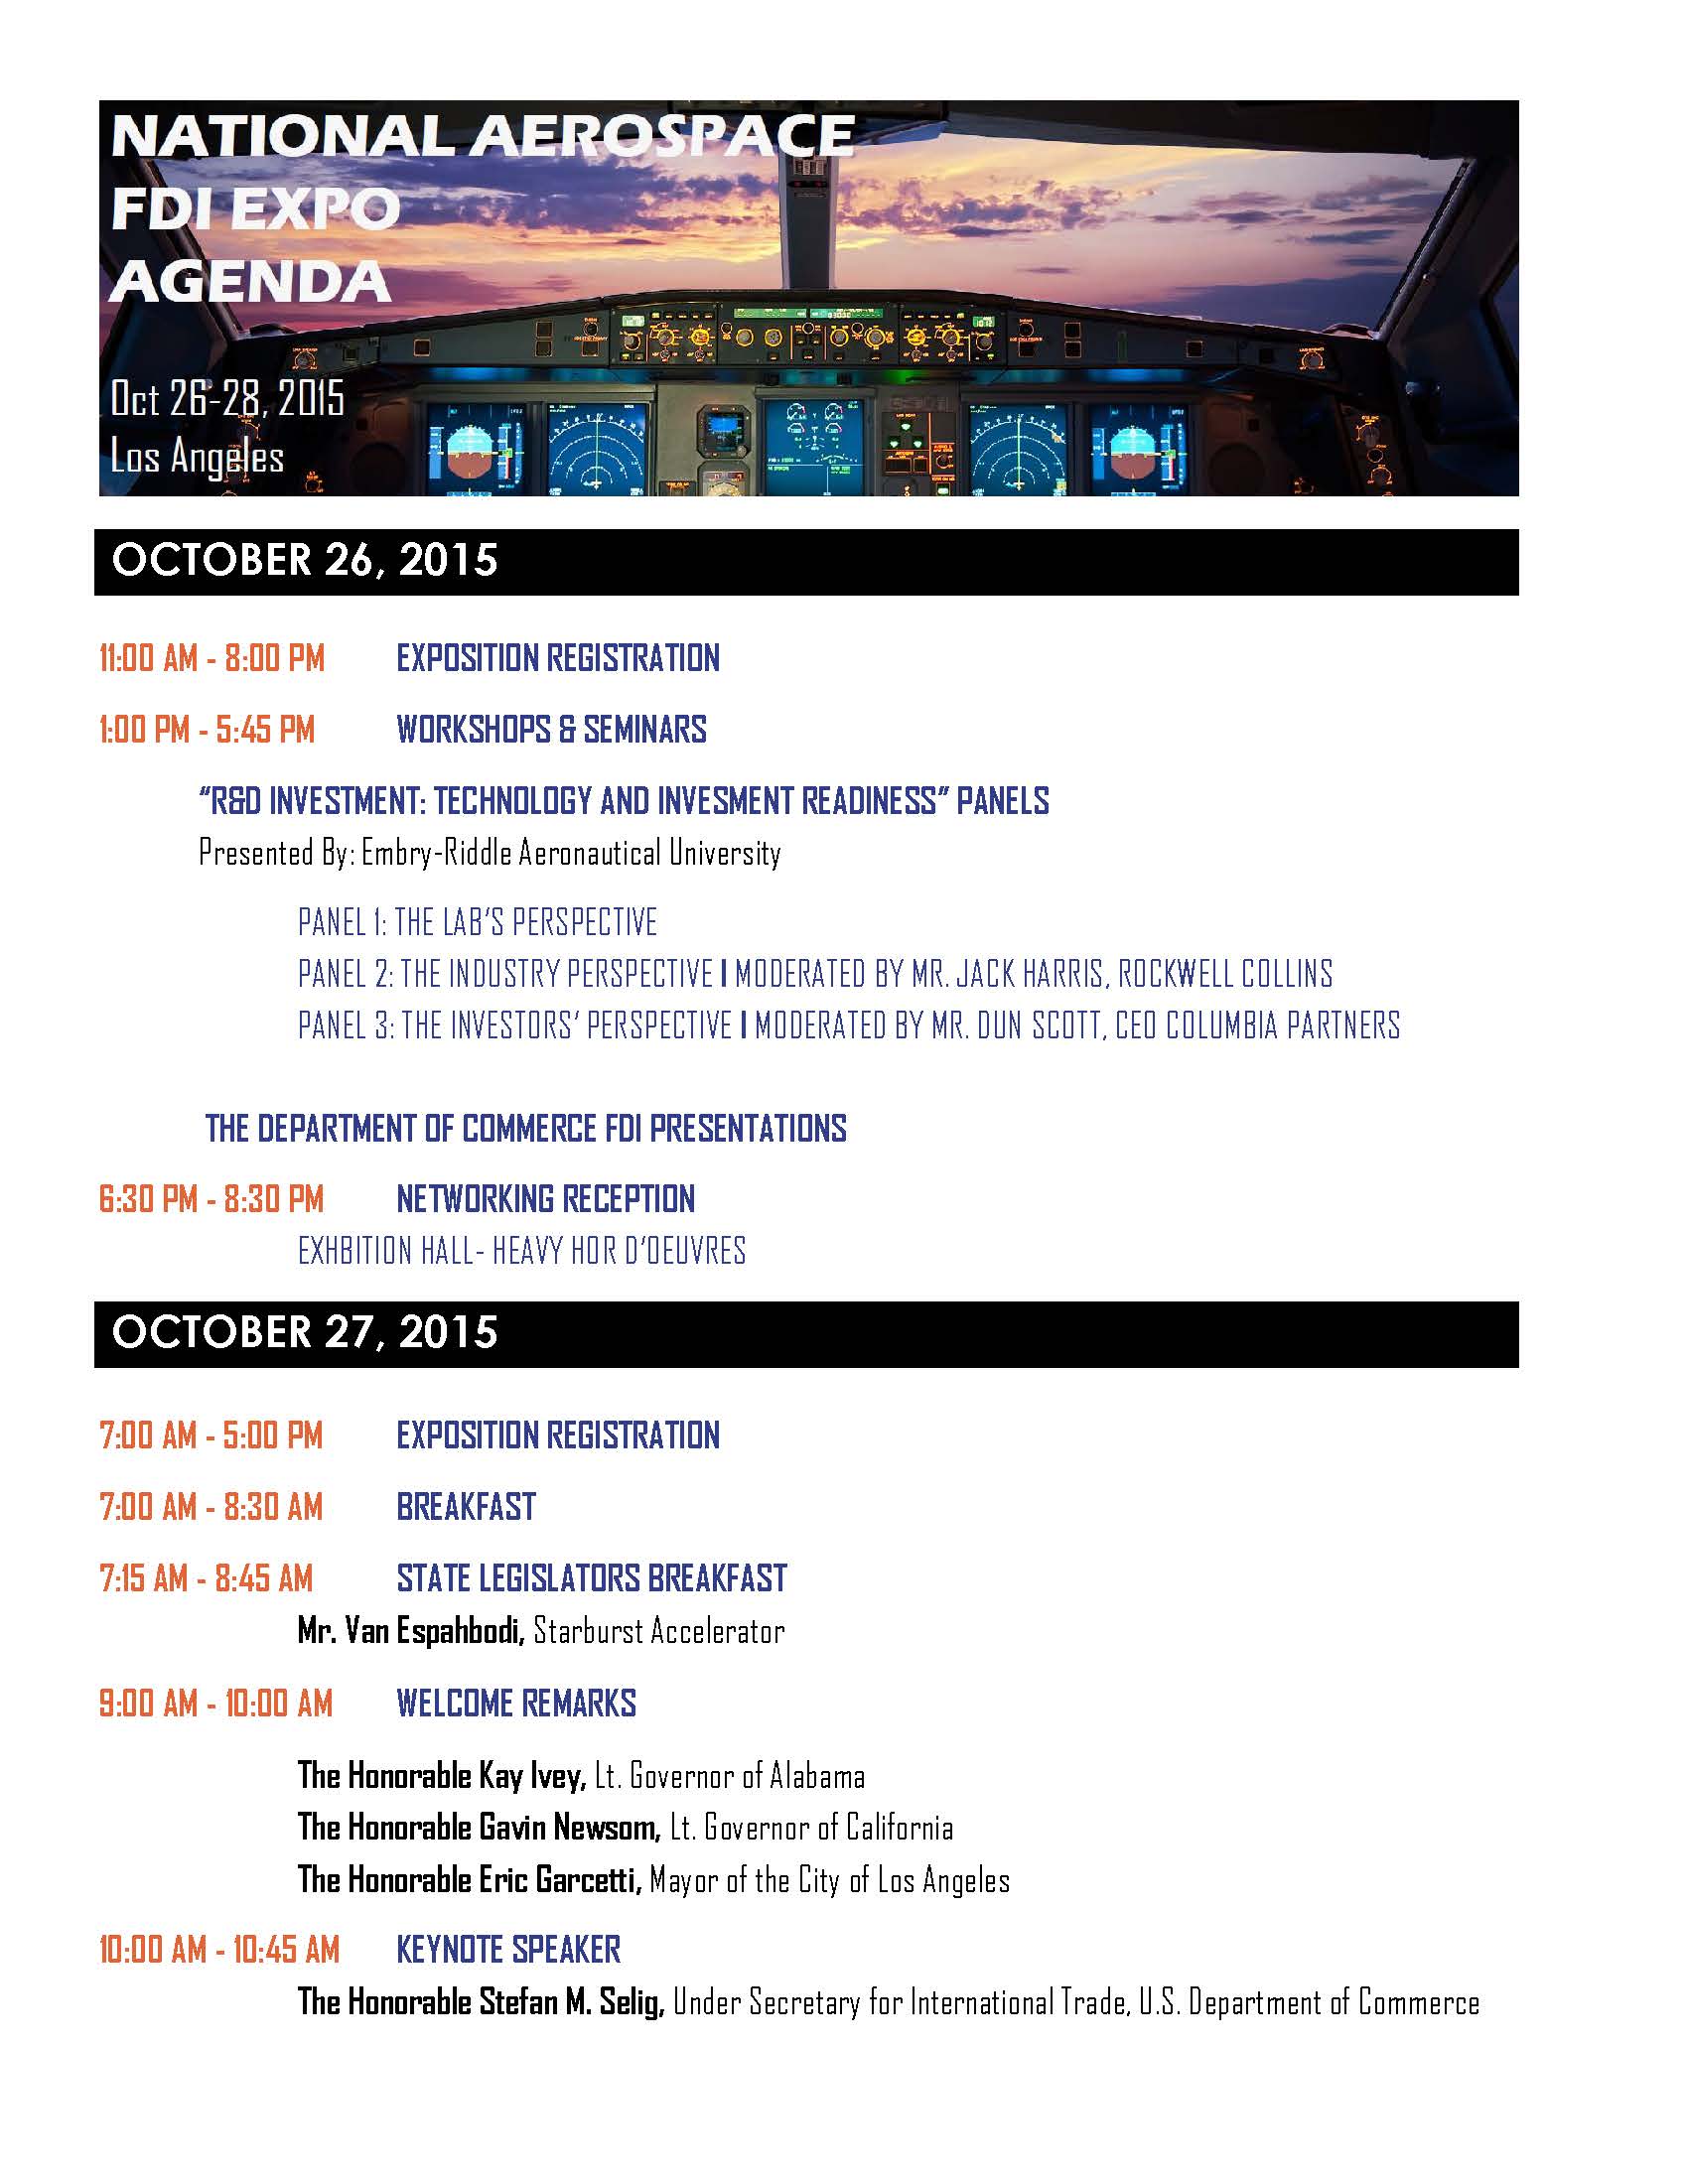 NATIONAL AEROSPACE
FDI EXPO
AGENDA
Oct 26-28, 2015
Los Angeles
OCTOBER 26, 2015
11:00 AM - 8:00 PM EXPOSITION REGISTRATION
1:00 PM - 5:45 PM WORKSHOPS & SEMINARS
“R&D INVESTMENT: TECHNOLOGY AND INVESMENT READINESS” PANELS
Presented By: Embry-Riddle Aeronautical University
PANEL 1: THE LAB’S PERSPECTIVE
PANEL 2: THE INDUSTRY PERSPECTIVE | MODERATED BY MR. JACK HARRIS, ROCKWELL COLLINS
PANEL 3: THE INVESTORS’ PERSPECTIVE | MODERATED BY MR. DUN SCOTT, CEO COLUMBIA PARTNERS
THE DEPARTMENT OF COMMERCE FDI PRESENTATIONS
6:30 PM - 8:30 PM NETWORKING RECEPTION
EXHBITION HALL- HEAVY HOR D’OEUVRES
OCTOBER 27, 2015
7:00 AM - 5:00 PM EXPOSITION REGISTRATION
7:00 AM - 8:30 AM BREAKFAST
7:15 AM - 8:45 AM STATE LEGISLATORS BREAKFAST
Mr. Van Espahbodi, Starburst Accelerator
9:00 AM - 10:00 AM WELCOME REMARKS
The Honorable Kay Ivey, Lt. Governor of Alabama
The Honorable Gavin Newsom, Lt. Governor of California
The Honorable Eric Garcetti, Mayor of the City of Los Angeles
10:00 AM - 10:45 AM KEYNOTE SPEAKER
The Honorable Stefan M. Selig, Under Secretary for International Trade, U.S. Department of Commerce